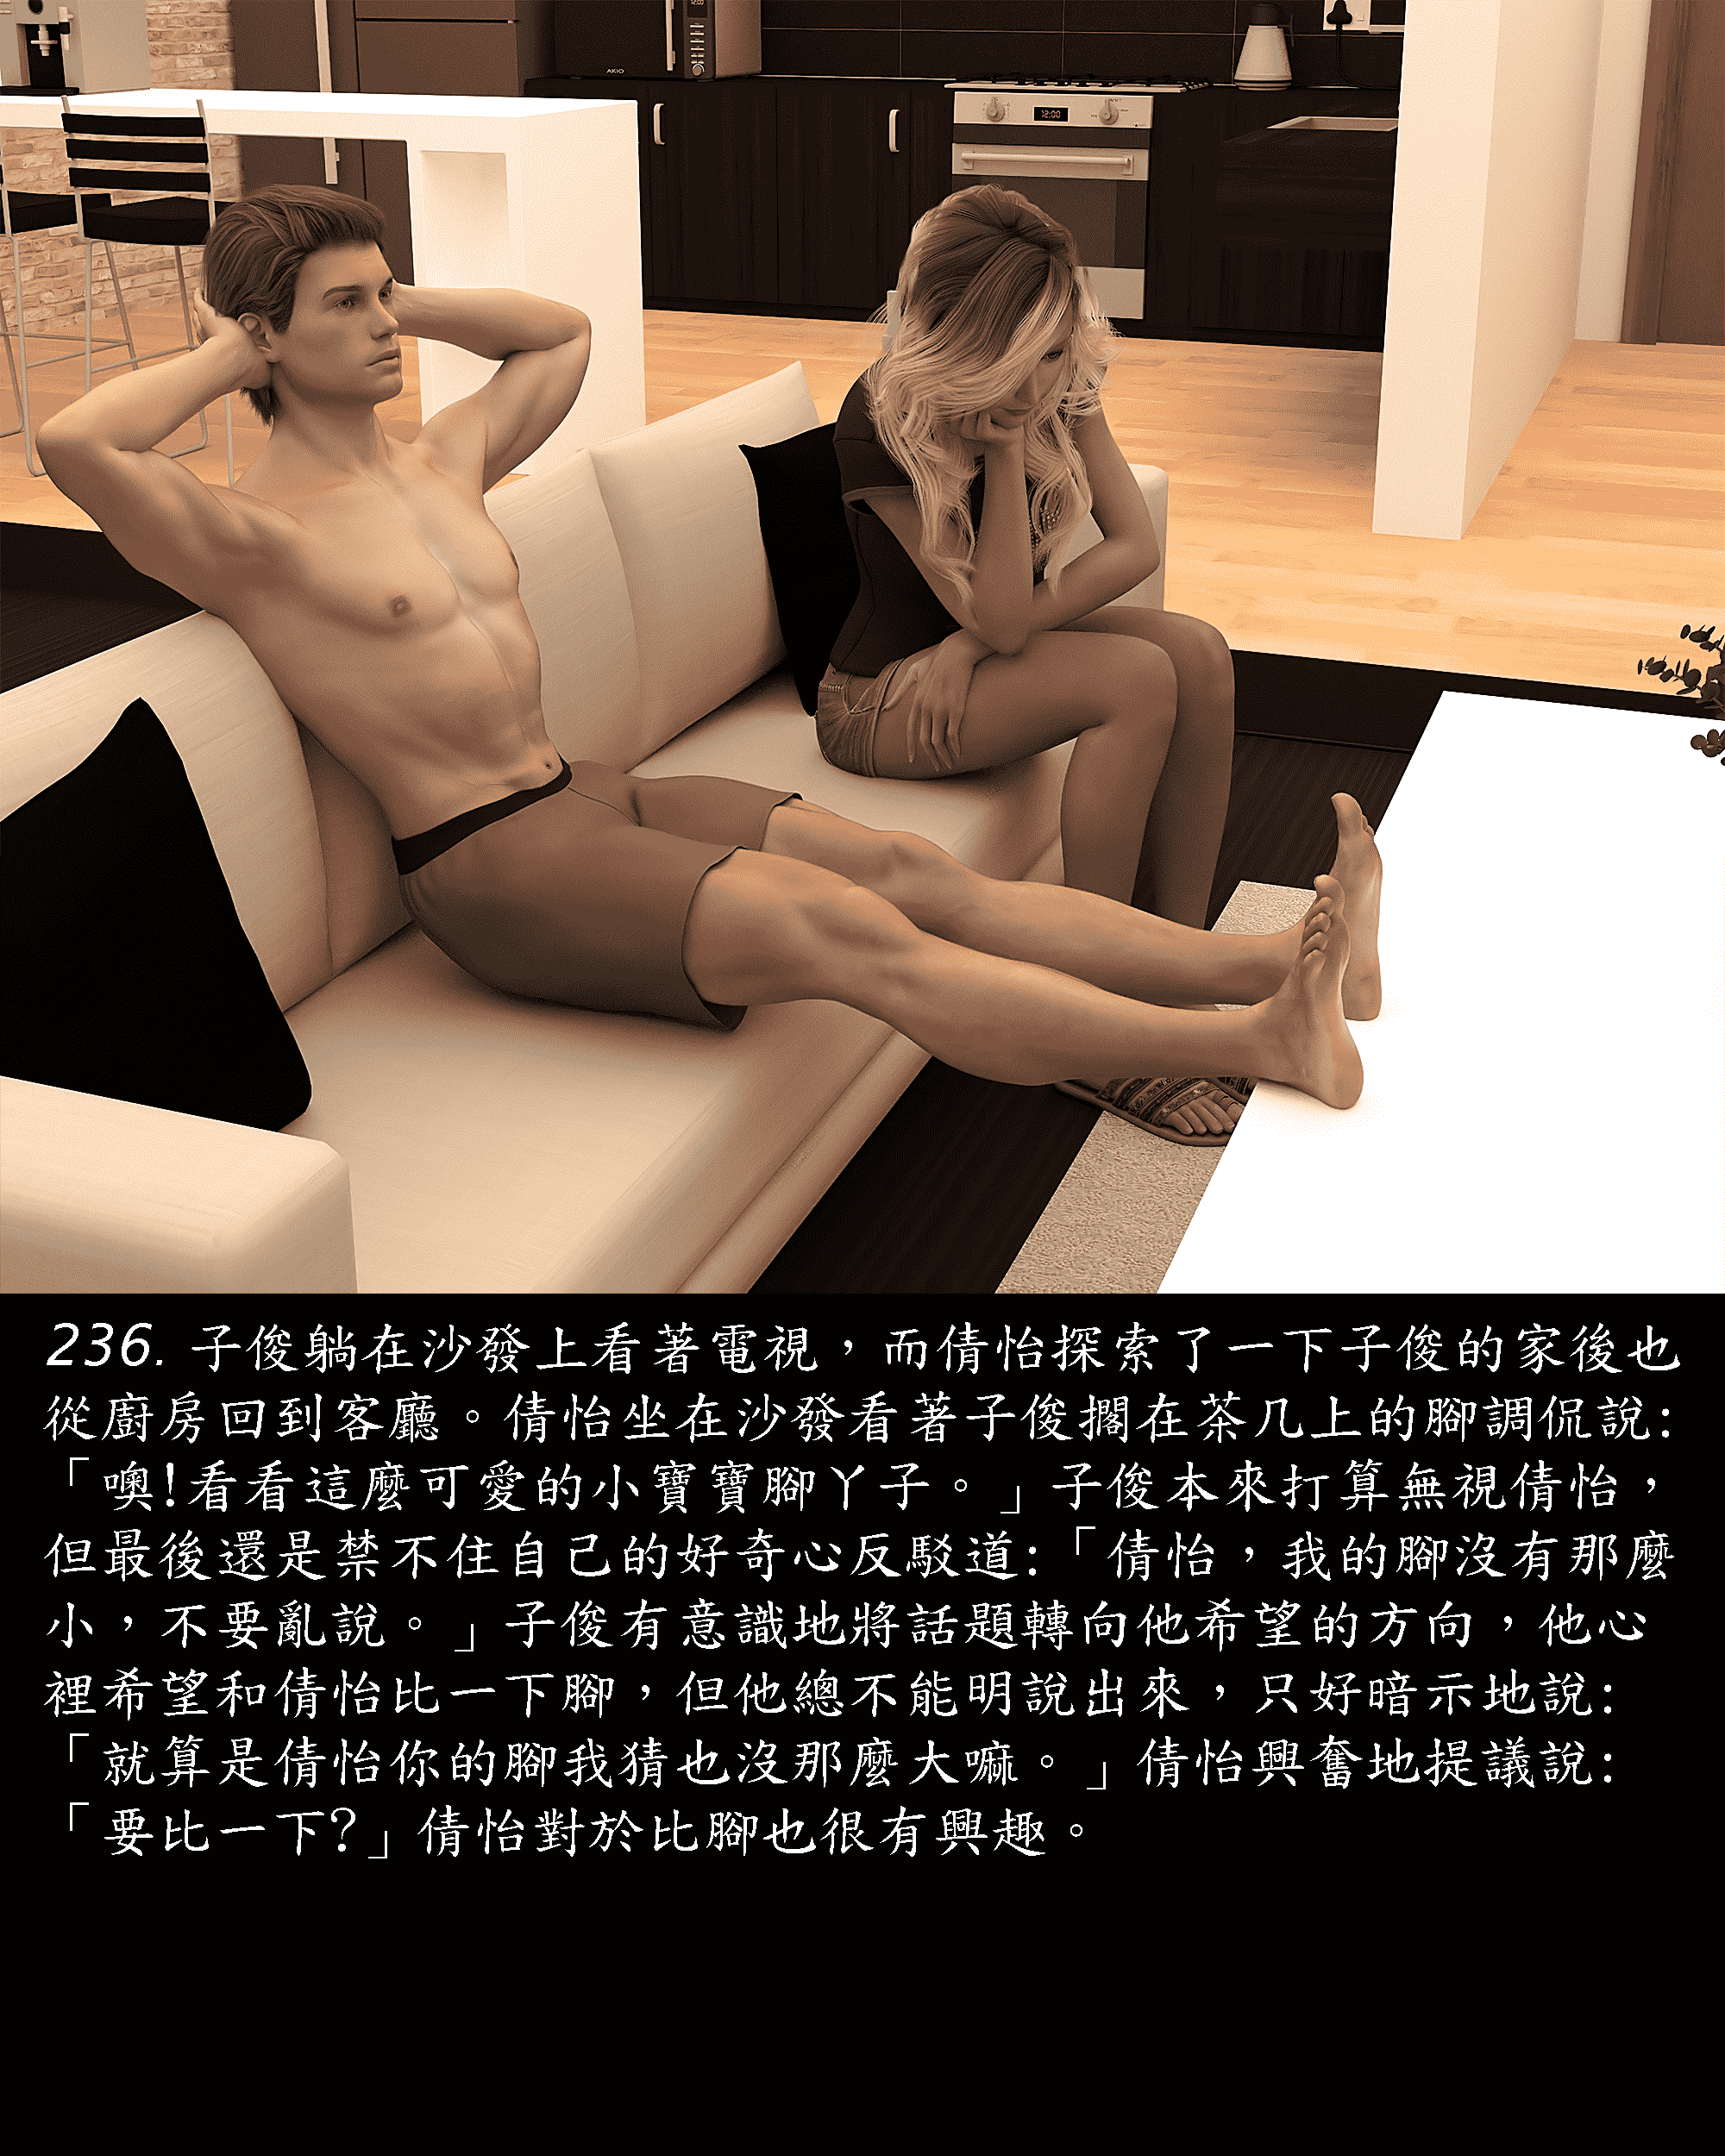 AKIO
12:00
12:00
236. 子俊躺在沙發上看著電視，而倩怡探索了一下子俊的家後也
從廚房回到客廳。倩怡坐在沙發看著子俊擱在茶几上的腳調侃說:
「噢!看看這麼可愛的小寶寶腳丫子。」子俊本來打算無視倩怡，
但最後還是禁不住自己的好奇心反駁道:「倩怡，我的腳沒有那麼
小，不要亂說。」子俊有意識地將話題轉向他希望的方向，他心
裡希望和倩怡比一下腳，但他總不能明說出來，只好暗示地說:
「就算是倩怡你的腳我猜也沒那麼大嘛。」倩怡興奮地提議說:
「要比一下?」倩怡對於比腳也很有興趣。